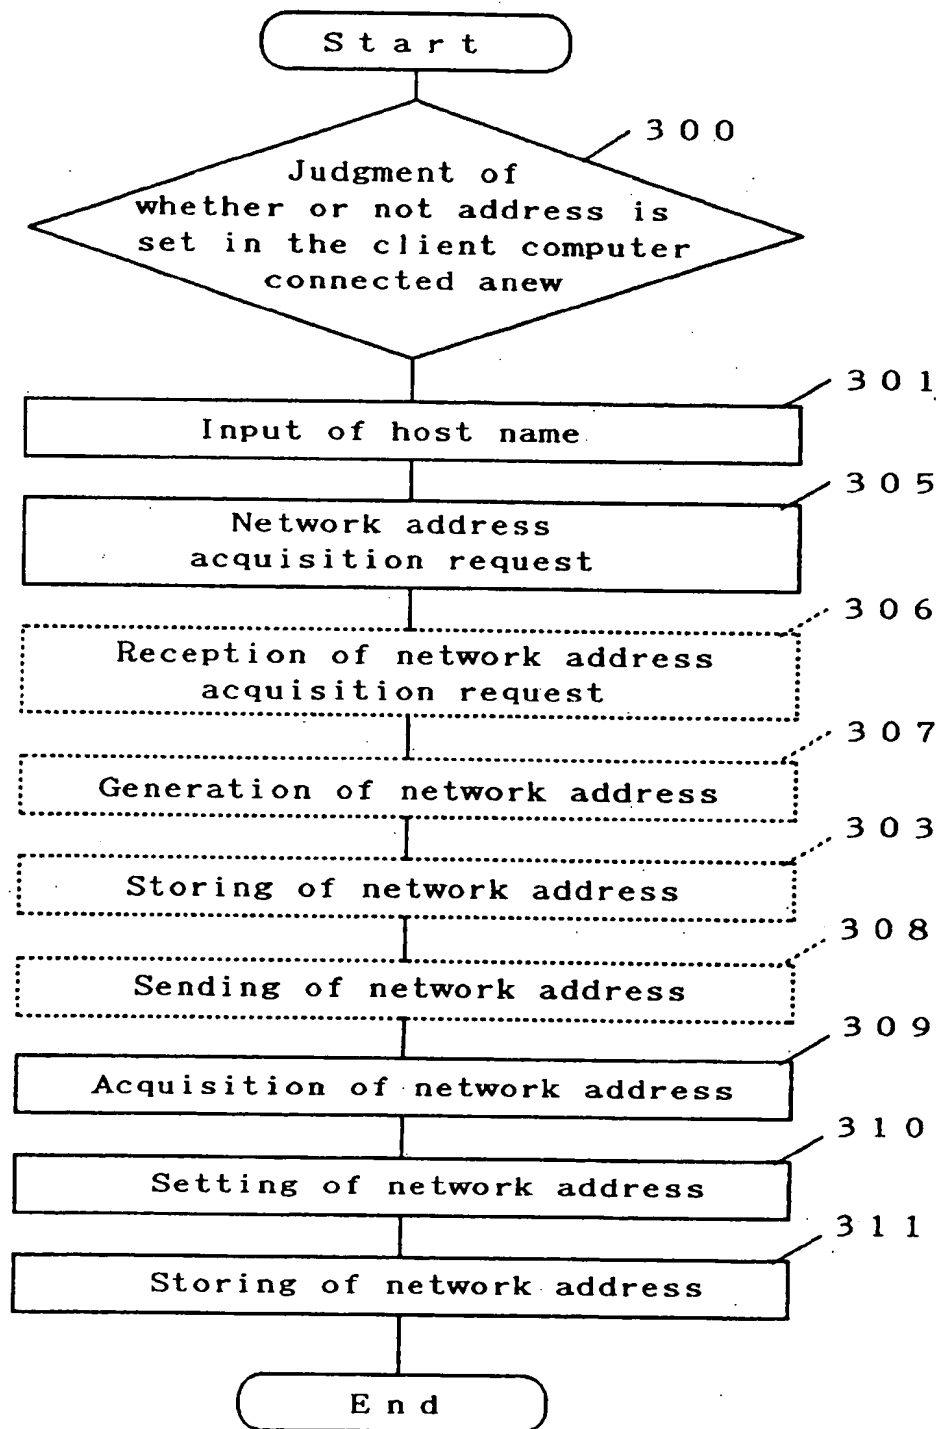 Start
300
Judgment of
whether or not address is
set in the client computer
connected anew
301
Input of host name
305
Network address
acquisition request
306
Reception of network address
acquisition request
307
Generation of network address
303
Storing of network address
308
Sending of network address
309
Acquisition of network address
310
Setting of network address
311
Storing of network address
End